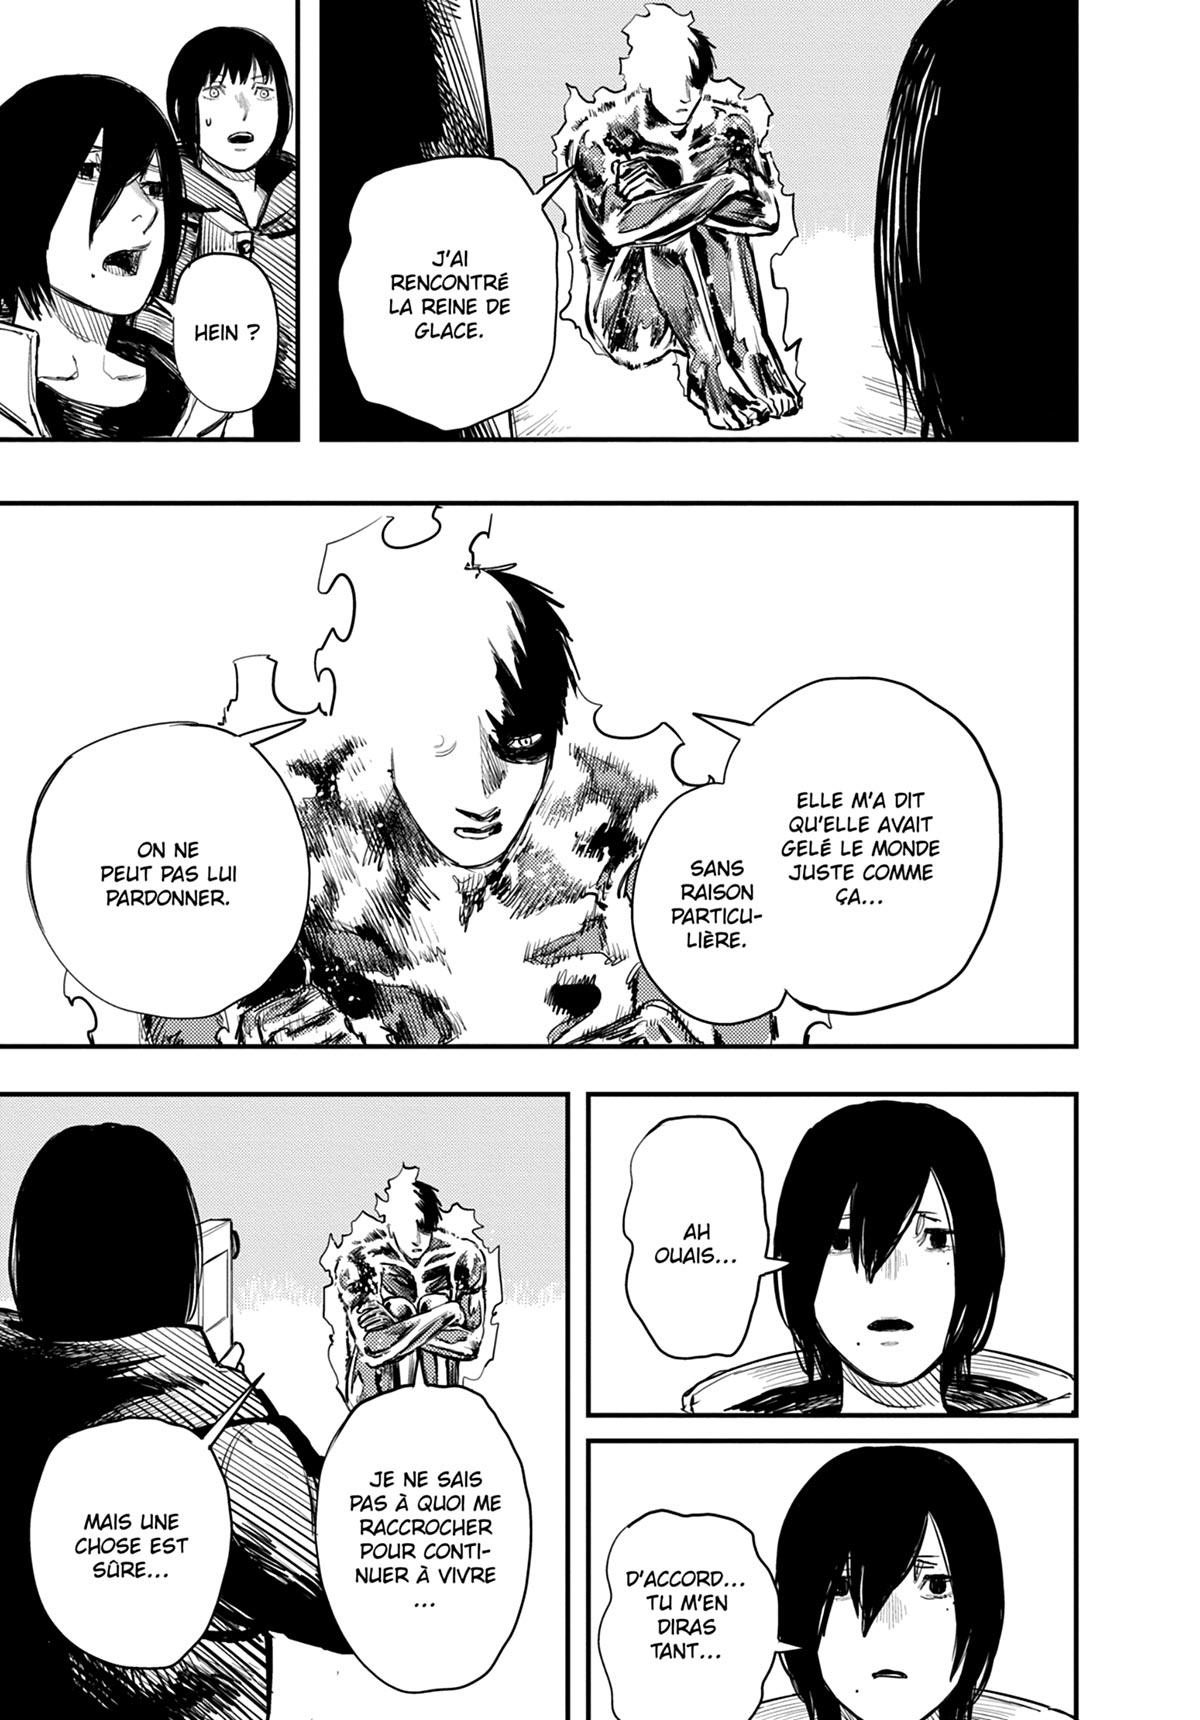 J'AI
RENCONTRÉ
LA REINE DE
GLACE.
HEIN ?
ELLE M'A DIT
QU'ELLE AVAIT
GELÉ LE MONDE
JUSTE COMME
ÇA...
SANS
RAISON
PARTICU-
LIÈRE.
ON NE
PEUT PAS LUI
PARDONNER.
AH
OUAIS...
D'ACCORD...
TU M'EN
DIRAS
TANT...
JE NE SAIS
PAS À QUOI ME
RACCROCHER
POUR CONTI-
NUER À VIVRE
...
MAIS UNE
CHOSE EST
SÛRE...